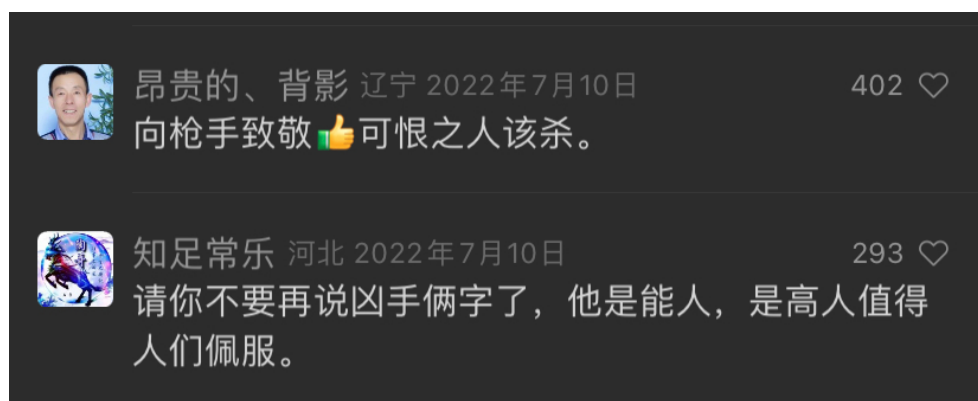 昂贵的、背影 辽宁 2022年7月10日 402
向枪手致敬👍可恨之人该杀。
知足常乐 河北 2022年7月10日 293
请你不要再说凶手俩字了，他是能人，是高人值得
人们佩服。